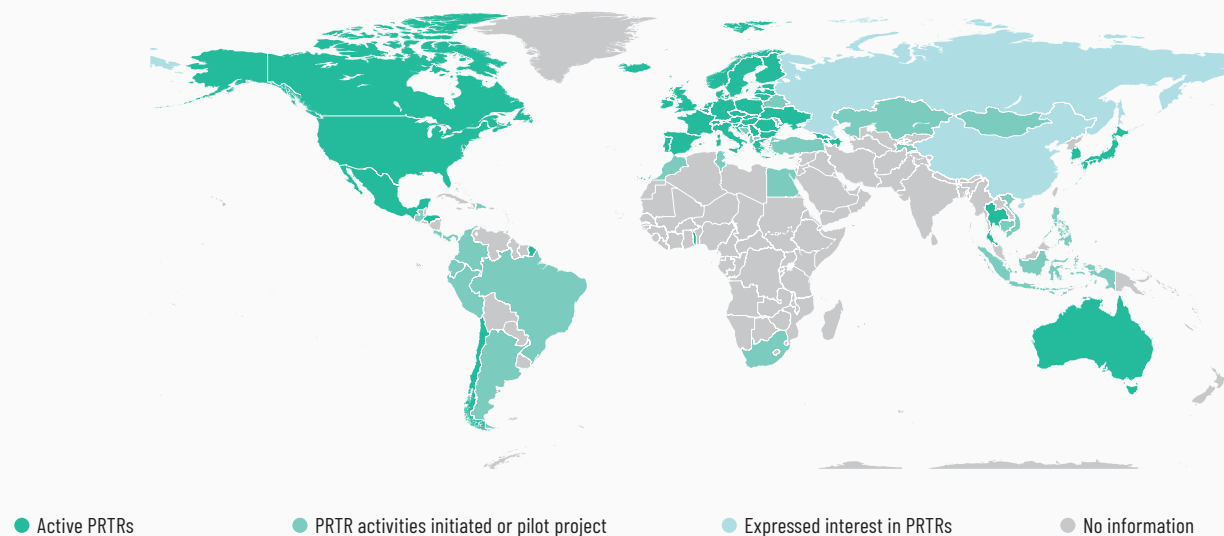 Active PRTRs
PRTR activities initiated or pilot project
Expressed interest in PRTRs
No information